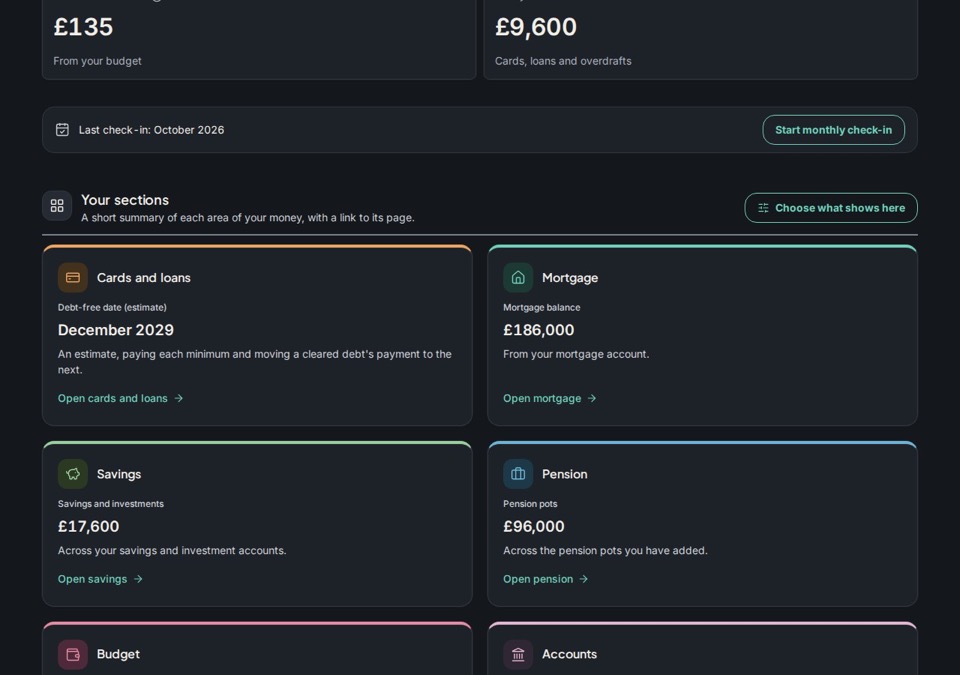 £135
£9,600
From your budget
Cards, loans and overdrafts
Last check-in: October 2026
Start monthly check-in
Your sections
A short summary of each area of your money, with a link to its page.
Choose what shows here
Cards and loans
Debt-free date (estimate)
December 2029
An estimate, paying each minimum and moving a cleared debt's payment to the
next.
Open cards and loans
Mortgage
Mortgage balance
£186,000
From your mortgage account.
Open mortgage
Savings
Savings and investments
£17,600
Across your savings and investment accounts.
Open savings
Pension
Pension pots
£96,000
Across the pension pots you have added.
Open pension
Budget
Accounts